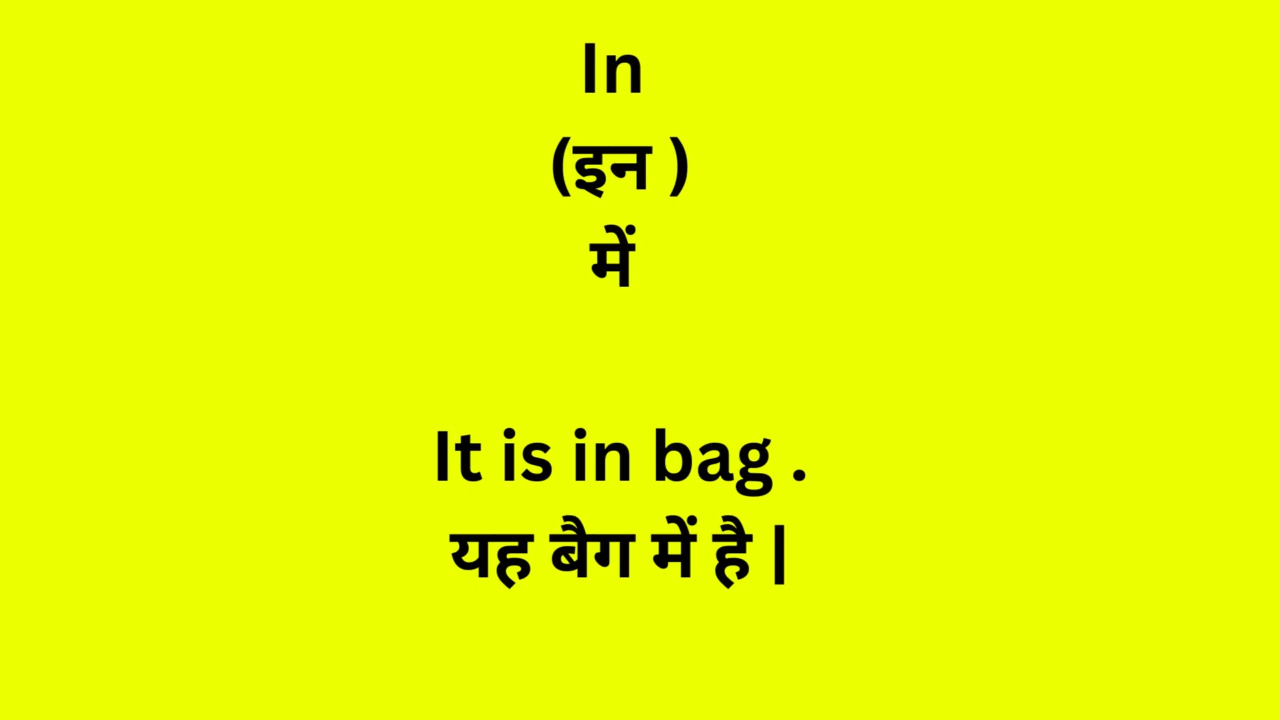 In
(इन )
में
It is in bag .
यह बैग में है |